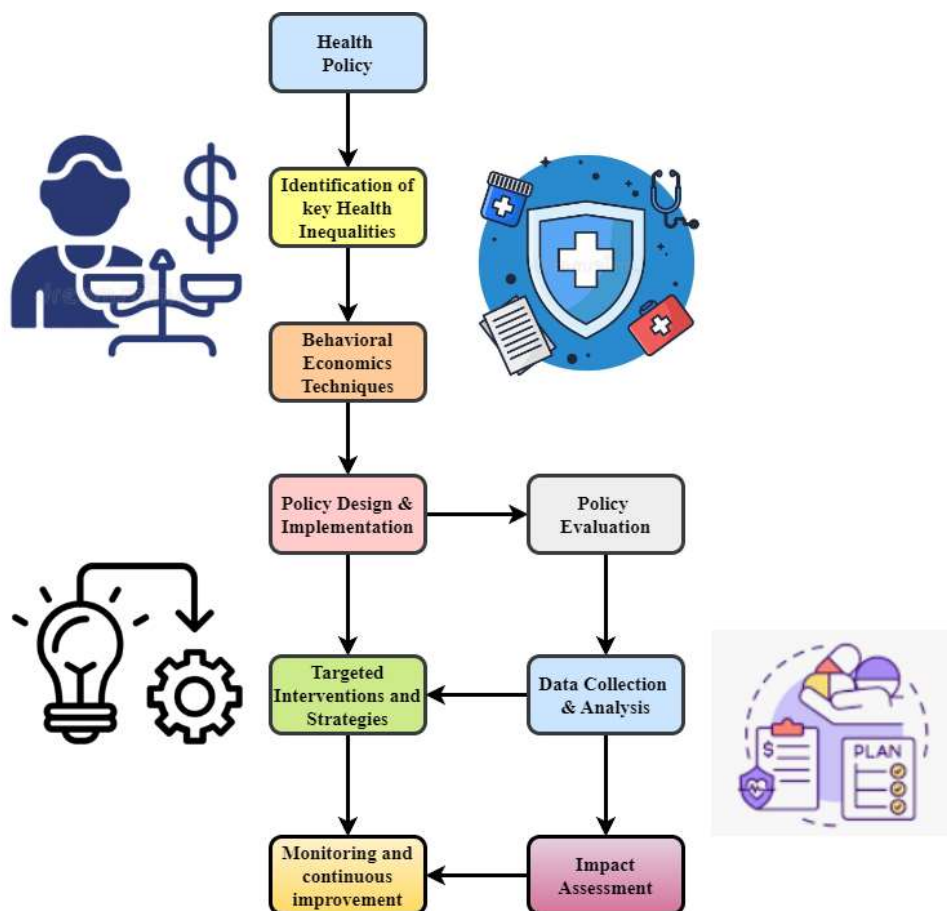 Health
Policy
Identification of
key Health
Inequalities
$
Behavioral
Economics
Techniques
Policy Design &
Implementation
Policy
Evaluation
Targeted
Interventions and
Strategies
Data Collection
& Analysis
$
PLAN
Monitoring and
continuous
improvement
Impact
Assessment